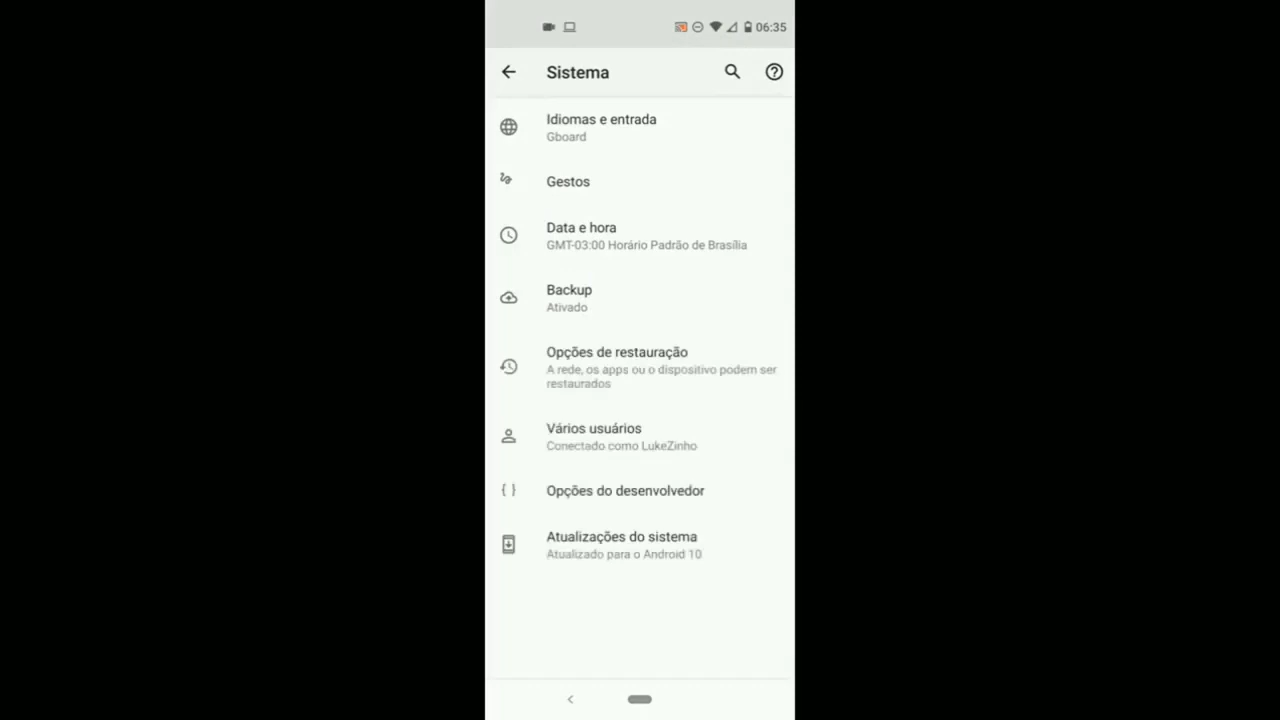 06:35
Sistema
Idiomas e entrada
Gboard
Gestos
Data e hora
GMT-03:00 Horário Padrão de Brasília
Backup
Ativado
Opções de restauração
A rede, os apps ou o dispositivo podem ser
restaurados
Vários usuários
Conectado como LukeZinho
Opções do desenvolvedor
Atualizações do sistema
Atualizado para o Android 10